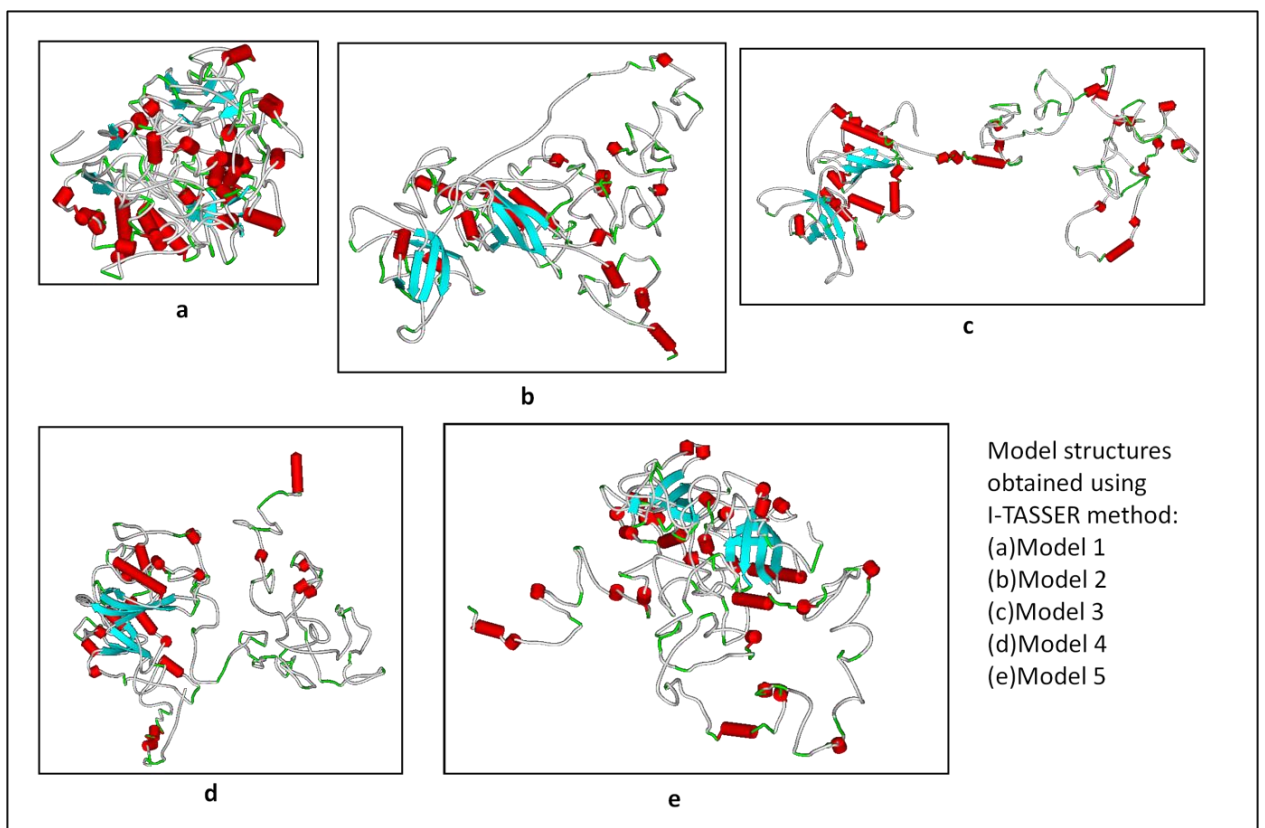 a
b
c
d
e
Model structures
obtained using
I-TASSER method:
(a)Model 1
(b)Model 2
(c)Model 3
(d)Model 4
(e)Model 5